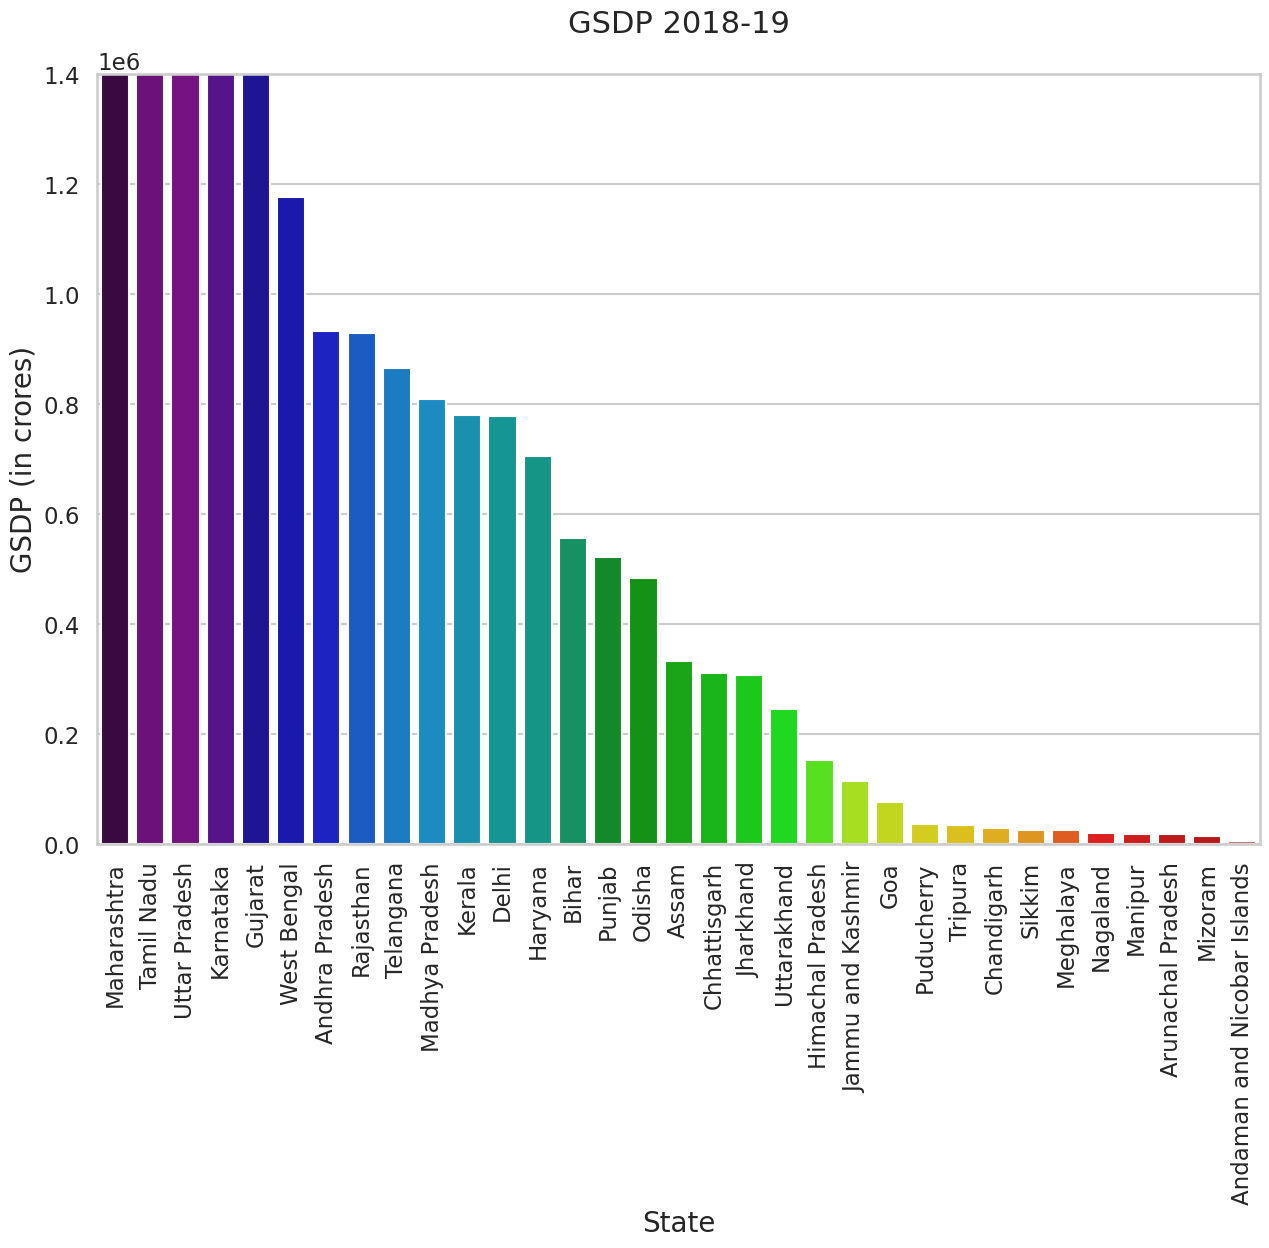 GSDP 2018-19
1e6
1.4
1.2
1.0
0.8
0.6
0.4
0.2
0.0
GSDP (in crores)
Maharashtra
Tamil Nadu
Uttar Pradesh
Karnataka
Gujarat
West Bengal
Andhra Pradesh
Rajasthan
Telangana
Madhya Pradesh
Kerala
Delhi
Haryana
Bihar
Punjab
Odisha
Assam
Chhattisgarh
Jharkhand
Uttarakhand
Himachal Pradesh
Jammu and Kashmir
Goa
Puducherry
Tripura
Chandigarh
Sikkim
Meghalaya
Nagaland
Manipur
Arunachal Pradesh
Mizoram
Andaman and Nicobar Islands
State